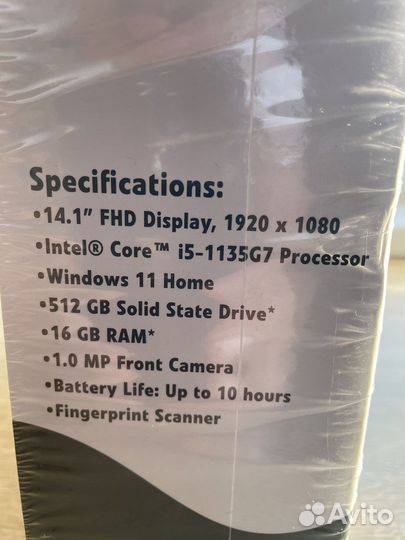 Specifications:
•14.1" FHD Display, 1920 x 1080
•Intel® Core™ i5-1135G7 Processor
•Windows 11 Home
•512 GB Solid State Drive*
•16 GB RAM*
•1.0 MP Front Camera
•Battery Life: Up to 10 hours
•Fingerprint Scanner
Avito